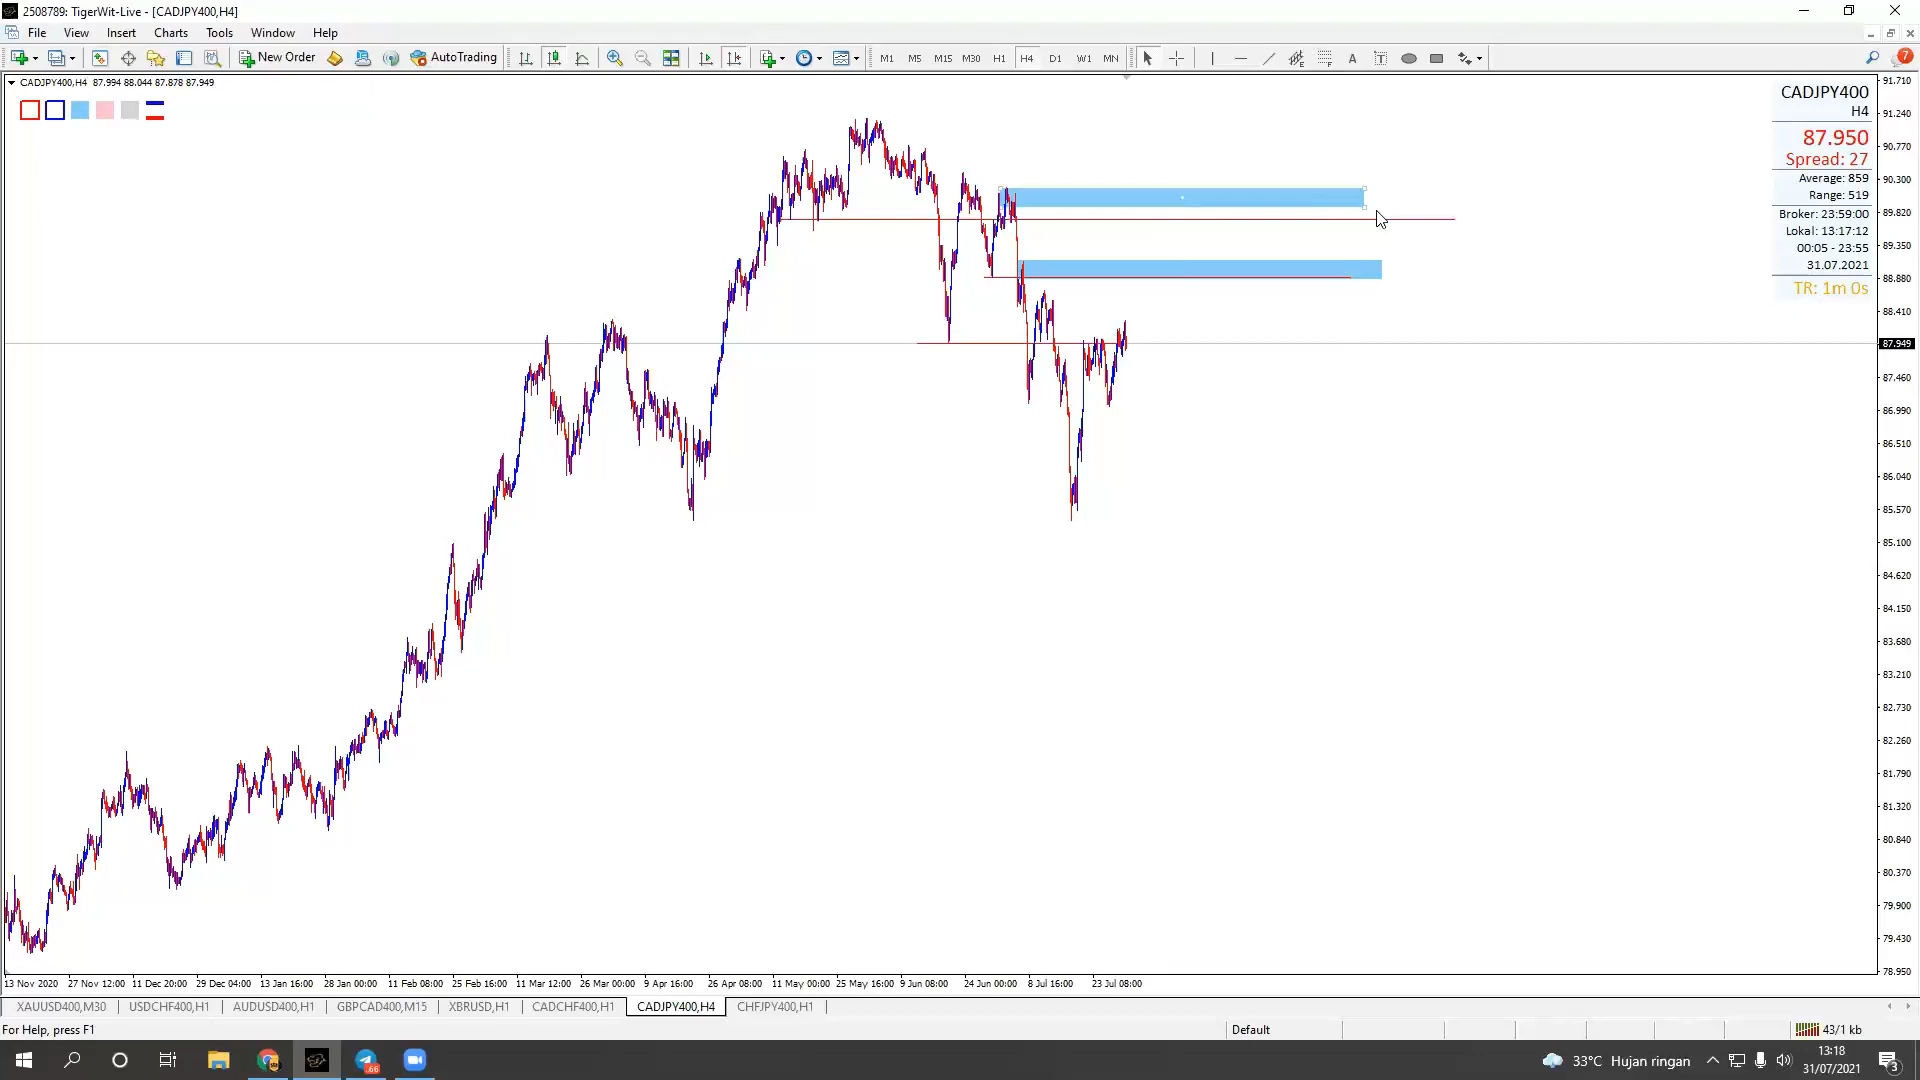 2508789: TigerWit-Live - [CADJPY400,H4]
File View Insert Charts Tools Window Help
New Order AutoTrading M1 M5 M15 M30 H1 H4 D1 W1 MN A T 7
CADJPY400,H4 87.994 88.044 87.878 87.949
CADJPY400
H4
87.950
Spread: 27
Average: 859
Range: 519
Broker: 23:59:00
Lokal: 13:17:12
00:05 - 23:55
31.07.2021
TR: 1m 0s
91.710
91.240
90.770
90.300
89.820
89.350
88.880
88.410
87.949
87.460
86.990
86.510
86.040
85.570
85.100
84.620
84.150
83.680
83.210
82.730
82.260
81.790
81.320
80.840
80.370
79.900
79.430
78.950
13 Nov 2020 27 Nov 12:00 11 Dec 20:00 29 Dec 04:00 13 Jan 16:00 28 Jan 00:00 11 Feb 08:00 25 Feb 16:00 11 Mar 12:00 26 Mar 00:00 9 Apr 16:00 26 Apr 08:00 11 May 00:00 25 May 16:00 9 Jun 08:00 24 Jun 00:00 8 Jul 16:00 23 Jul 08:00
XAUUSD400,M30 USDCHF400,H1 AUDUSD400,H1 GBPCAD400,M15 XBRUSD,H1 CADCHF400,H1 CADJPY400,H4 CHFJPY400,H1
For Help, press F1 Default 43/1 kb
66 33°C Hujan ringan 13:18
31/07/2021 3